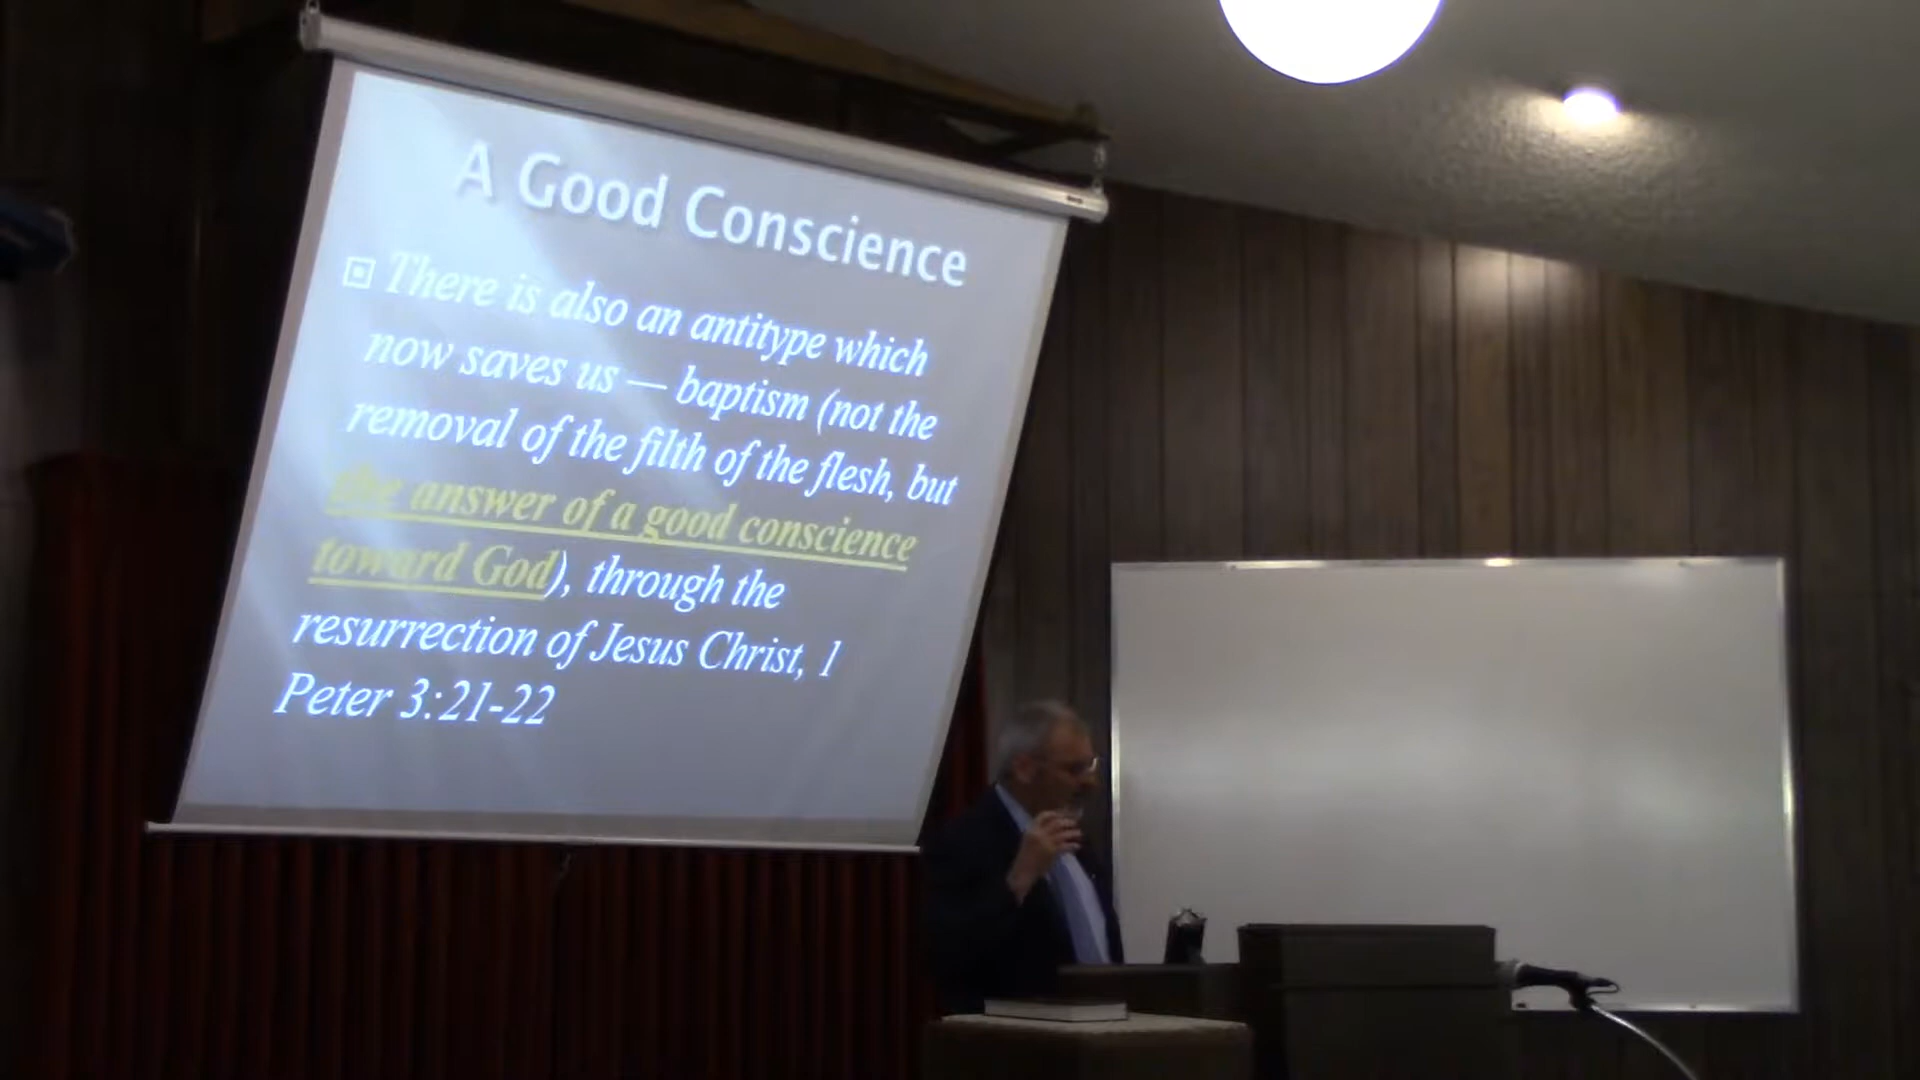 A Good Conscience
There is also an antitype which
now saves us — baptism (not the
removal of the filth of the flesh, but
the answer of a good conscience
toward God), through the
resurrection of Jesus Christ, 1
Peter 3:21-22